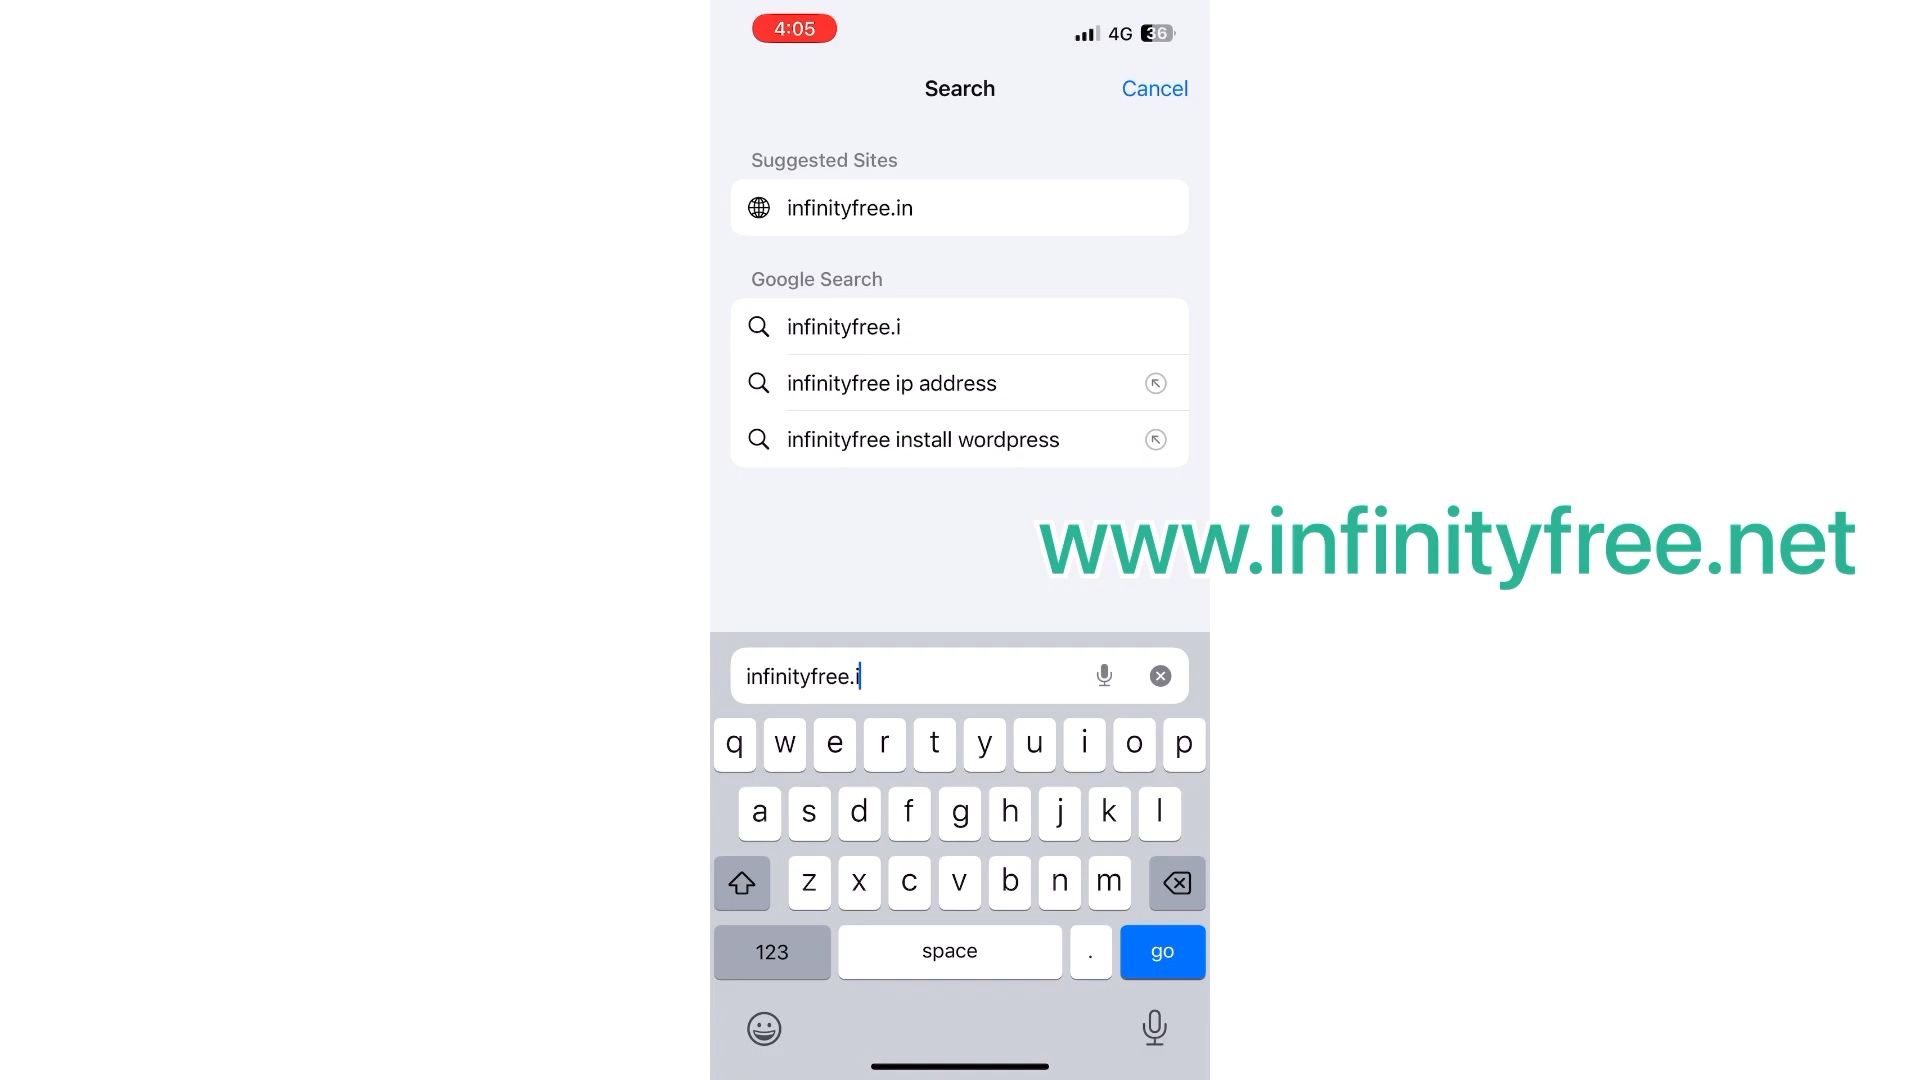 4:05
4G 36
Search
Cancel
Suggested Sites
infinityfree.in
Google Search
infinityfree.i
infinityfree ip address
infinityfree install wordpress
www.infinityfree.net
infinityfree.i
q w e r t y u i o p
a s d f g h j k l
z x c v b n m
123 space . go